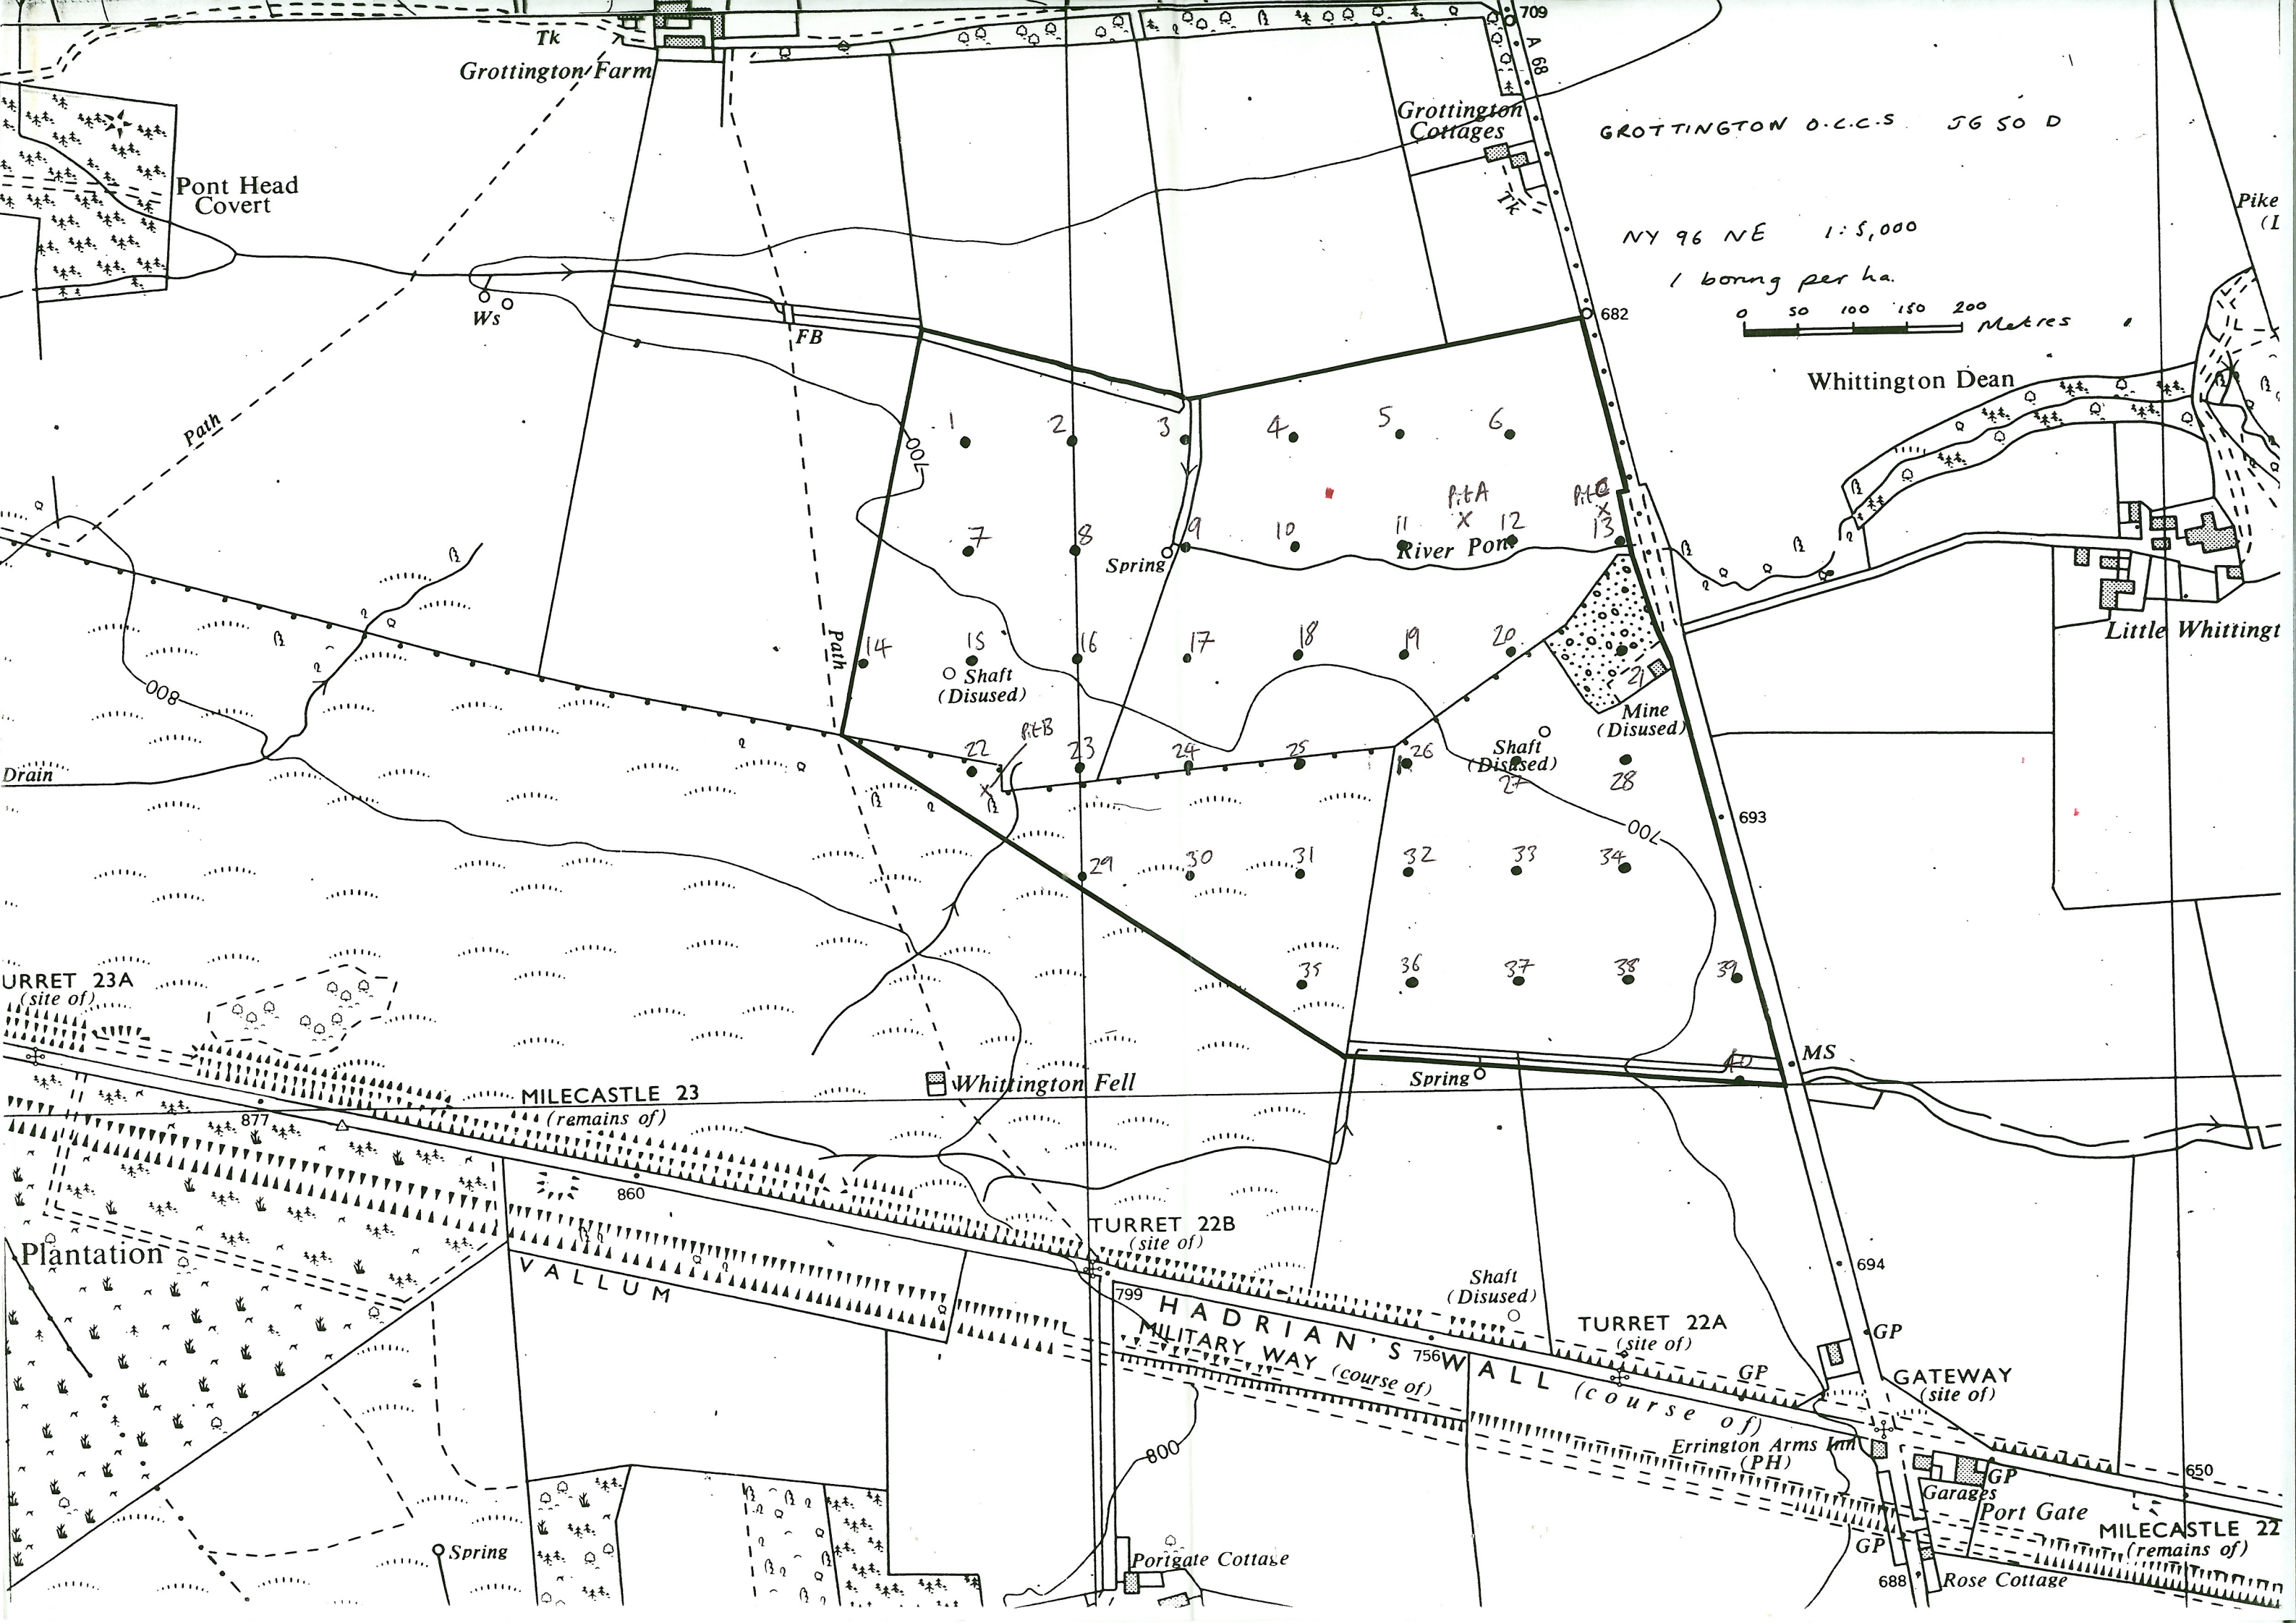 709
Tk
Grottington Farm
A 68
Grottington
Cottages
GROTTINGTON O.C.C.S JG 50 D
Pont Head
Covert
Tk
Pike
(L
NY 96 NE 1:5,000
1 boring per ha.
0 50 100 150 200
Metres
Ws
FB
682
Whittington Dean
Path
1 2 3 4 5 6
700
Pit A
Pit C
7 8 9 10 11 12 13
River Pont
Spring
Little Whittingt
Path
14 15 16 17 18 19 20
Shaft
(Disused)
21
800
Mine
(Disused)
Pit B
22 23 24 25 26
Shaft
(Disused)
27 28
Drain
693
700
29 30 31 32 33 34
URRET 23A
(site of)
35 36 37 38 39
40
MS
Spring
Whittington Fell
MILECASTLE 23
(remains of)
877
860
TURRET 22B
(site of)
Plantation
VALLUM
694
799
Shaft
(Disused)
HADRIAN'S WALL (course of)
MILITARY WAY (course of)
756
TURRET 22A
(site of)
GP
GP
GATEWAY
(site of)
800
Errington Arms Inn
(PH)
GP
Garages
650
Port Gate
MILECASTLE 22
(remains of)
GP
Spring
Portgate Cottage
688
Rose Cottage